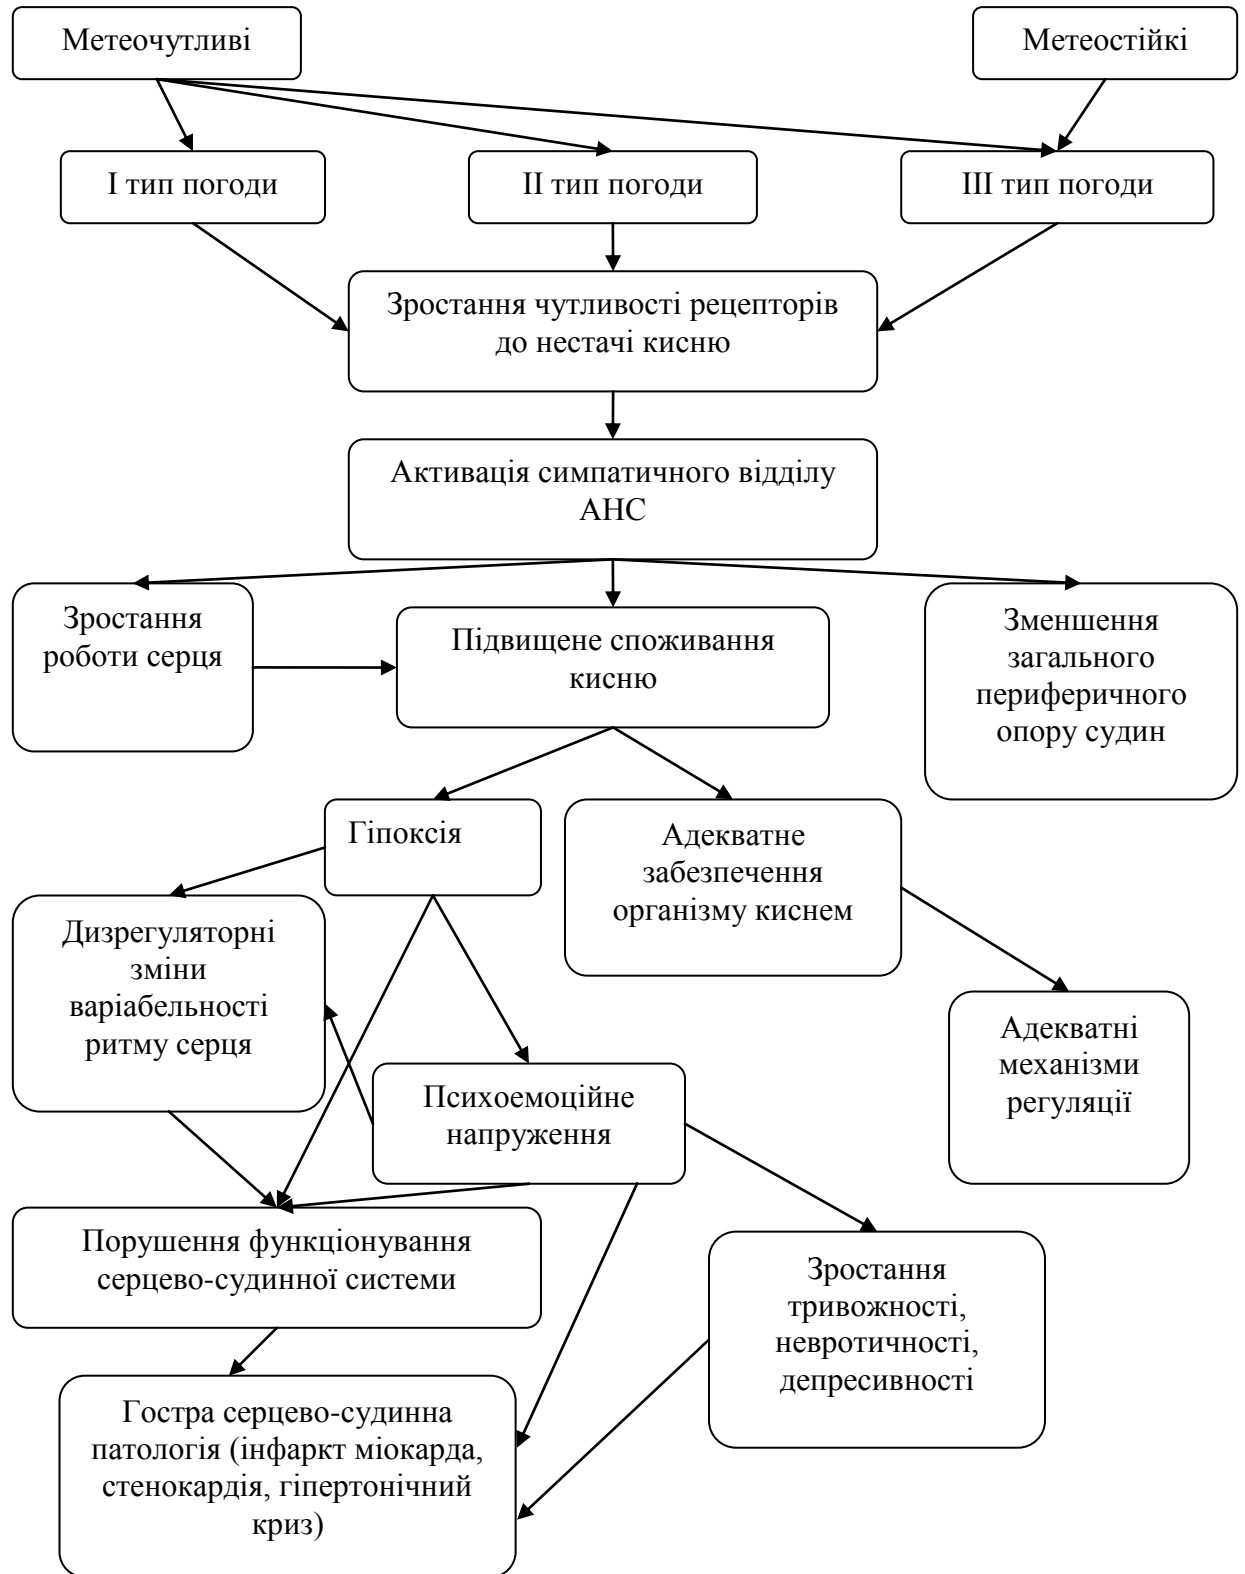 Метеочутливі
Метеостійкі
І тип погоди
ІІ тип погоди
ІІІ тип погоди
Зростання чутливості рецепторів
до нестачі кисню
Активація симпатичного відділу
АНС
Зростання
роботи серця
Підвищене споживання
кисню
Зменшення
загального
периферичного
опору судин
Гіпоксія
Адекватне
забезпечення
організму киснем
Дизрегуляторні
зміни
варіабельності
ритму серця
Адекватні
механізми
регуляції
Психоемоційне
напруження
Порушення функціонування
серцево-судинної системи
Зростання
тривожності,
невротичності,
депресивності
Гостра серцево-судинна
патологія (інфаркт міокарда,
стенокардія, гіпертонічний
криз)